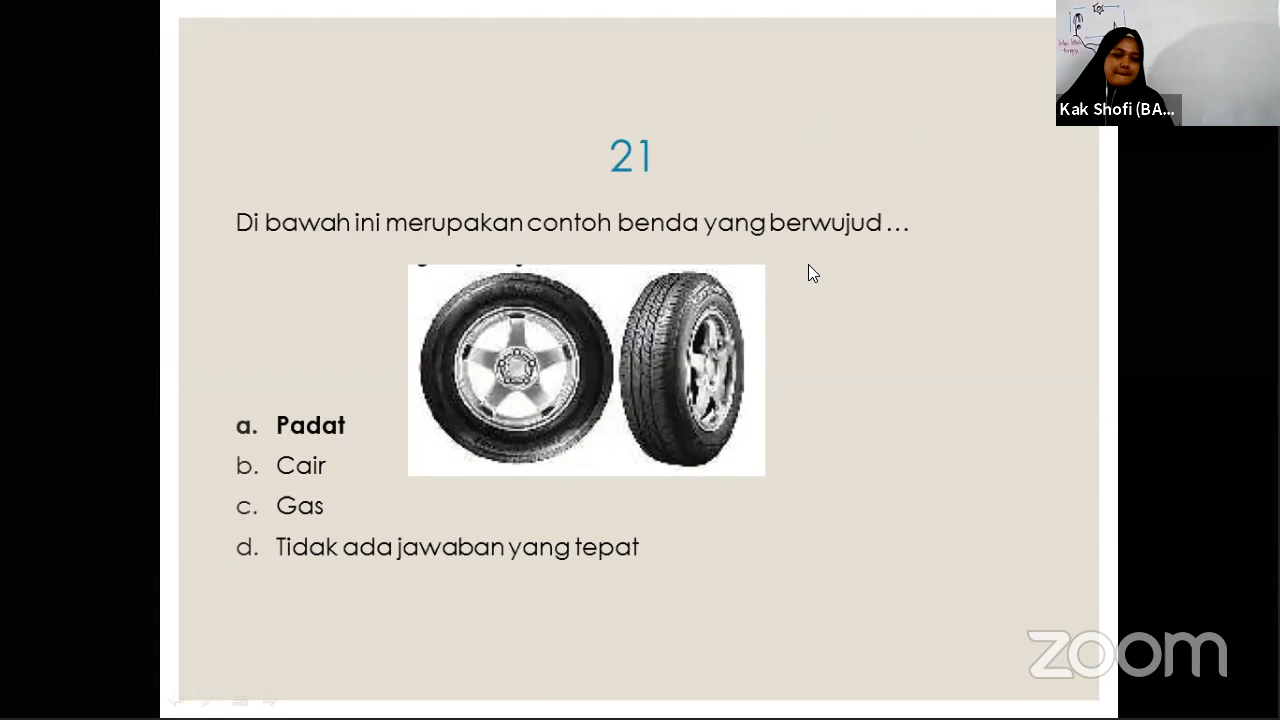 Kak Shofi (BA...
21
Di bawah ini merupakan contoh benda yang berwujud ...
a. Padat
b. Cair
c. Gas
d. Tidak ada jawaban yang tepat
zoom